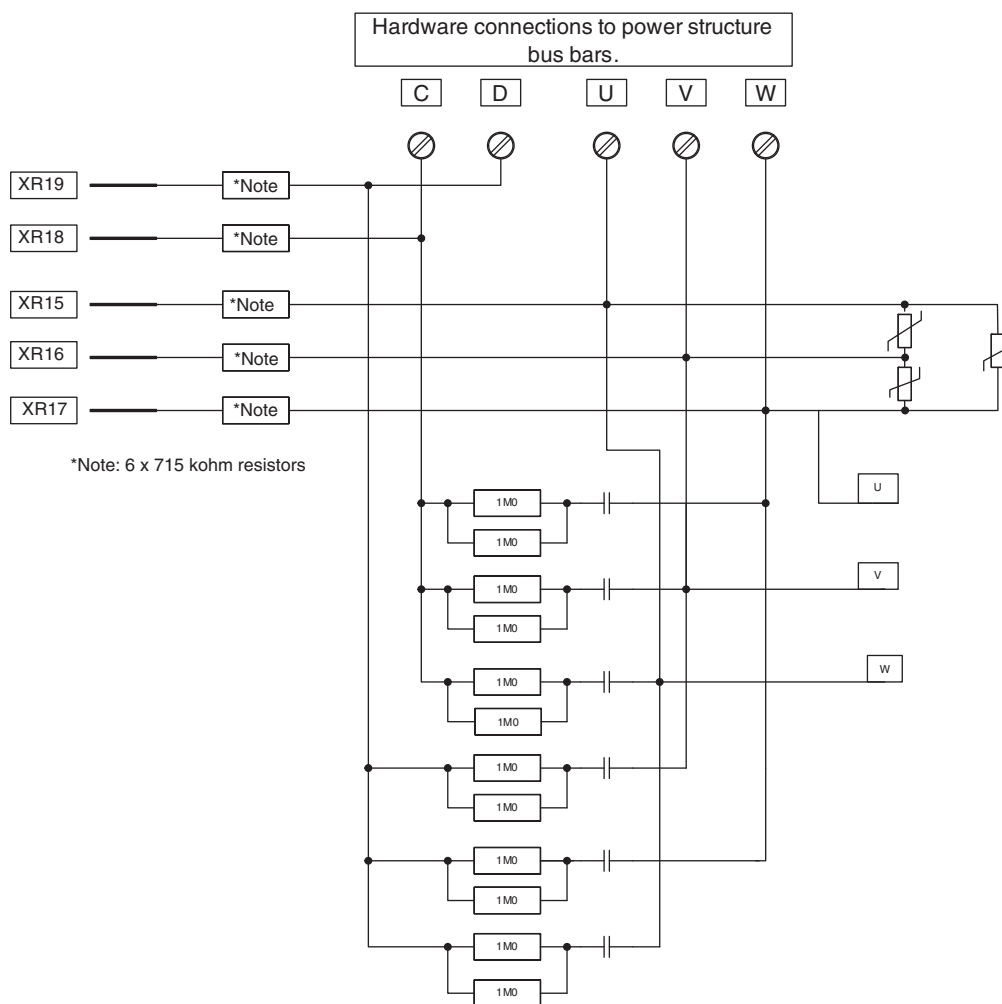 Hardware connections to power structure
bus bars.
C D U V W
XR19 *Note
XR18 *Note
XR15 *Note
XR16 *Note
XR17 *Note
*Note: 6 x 715 kohm resistors
U
1M0
1M0
V
1M0
1M0
W
1M0
1M0
1M0
1M0
1M0
1M0
1M0
1M0